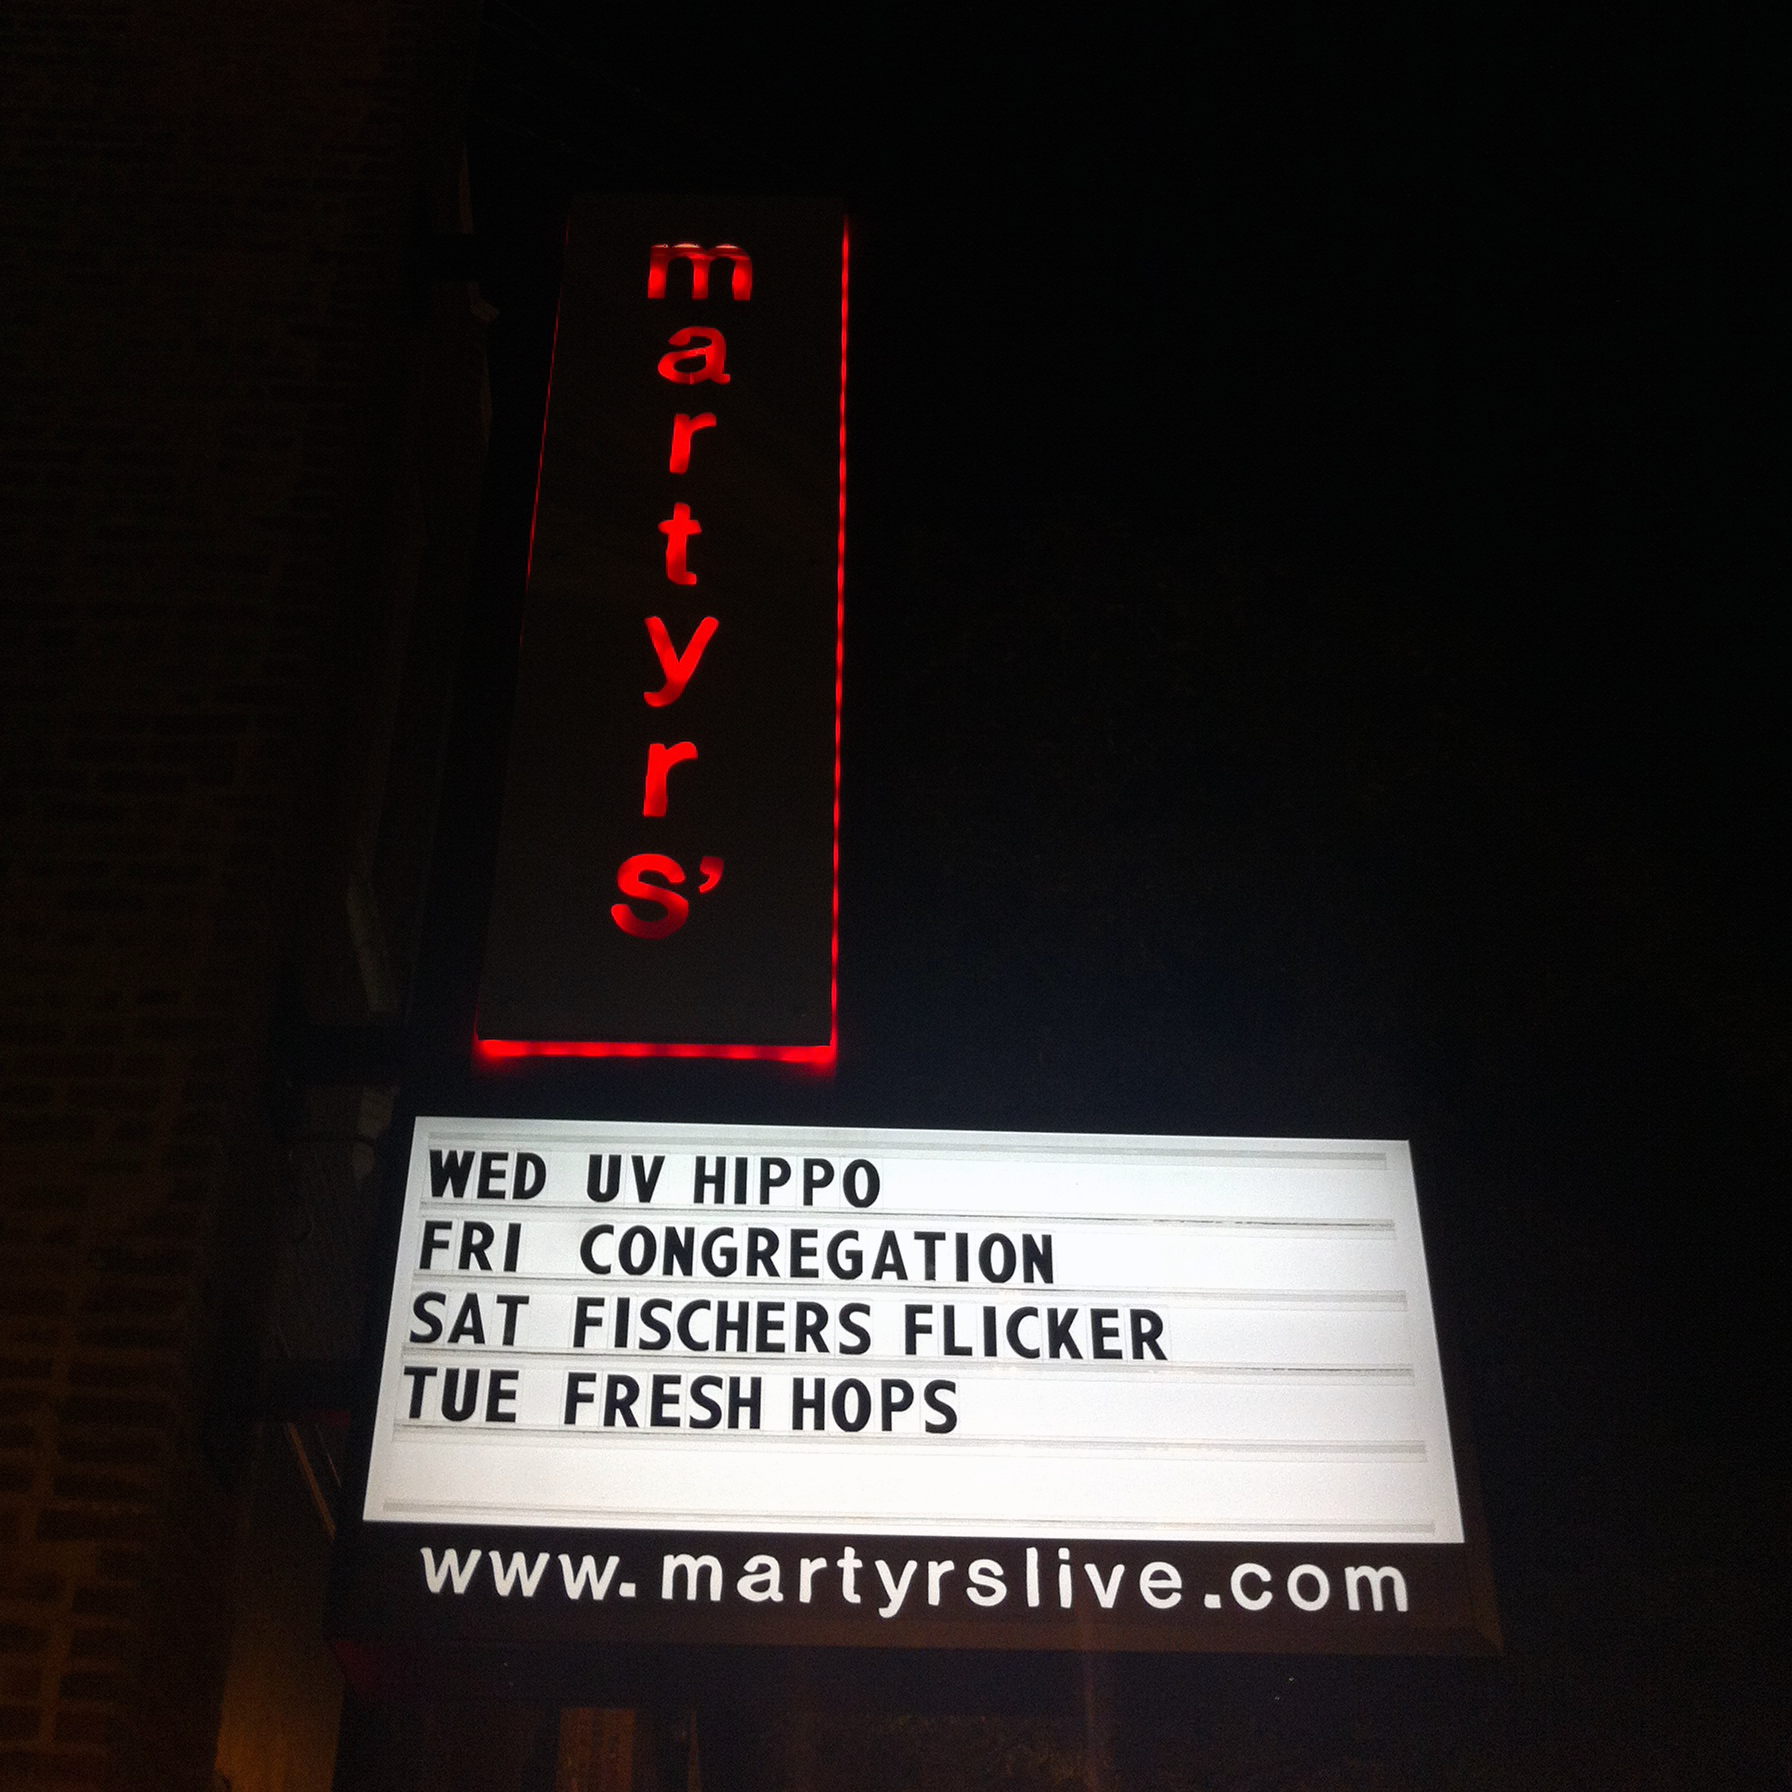 martyrs’
WED UV HIPPO
FRI CONGREGATION
SAT FISCHERS FLICKER
TUE FRESH HOPS
www.martyrslive.com